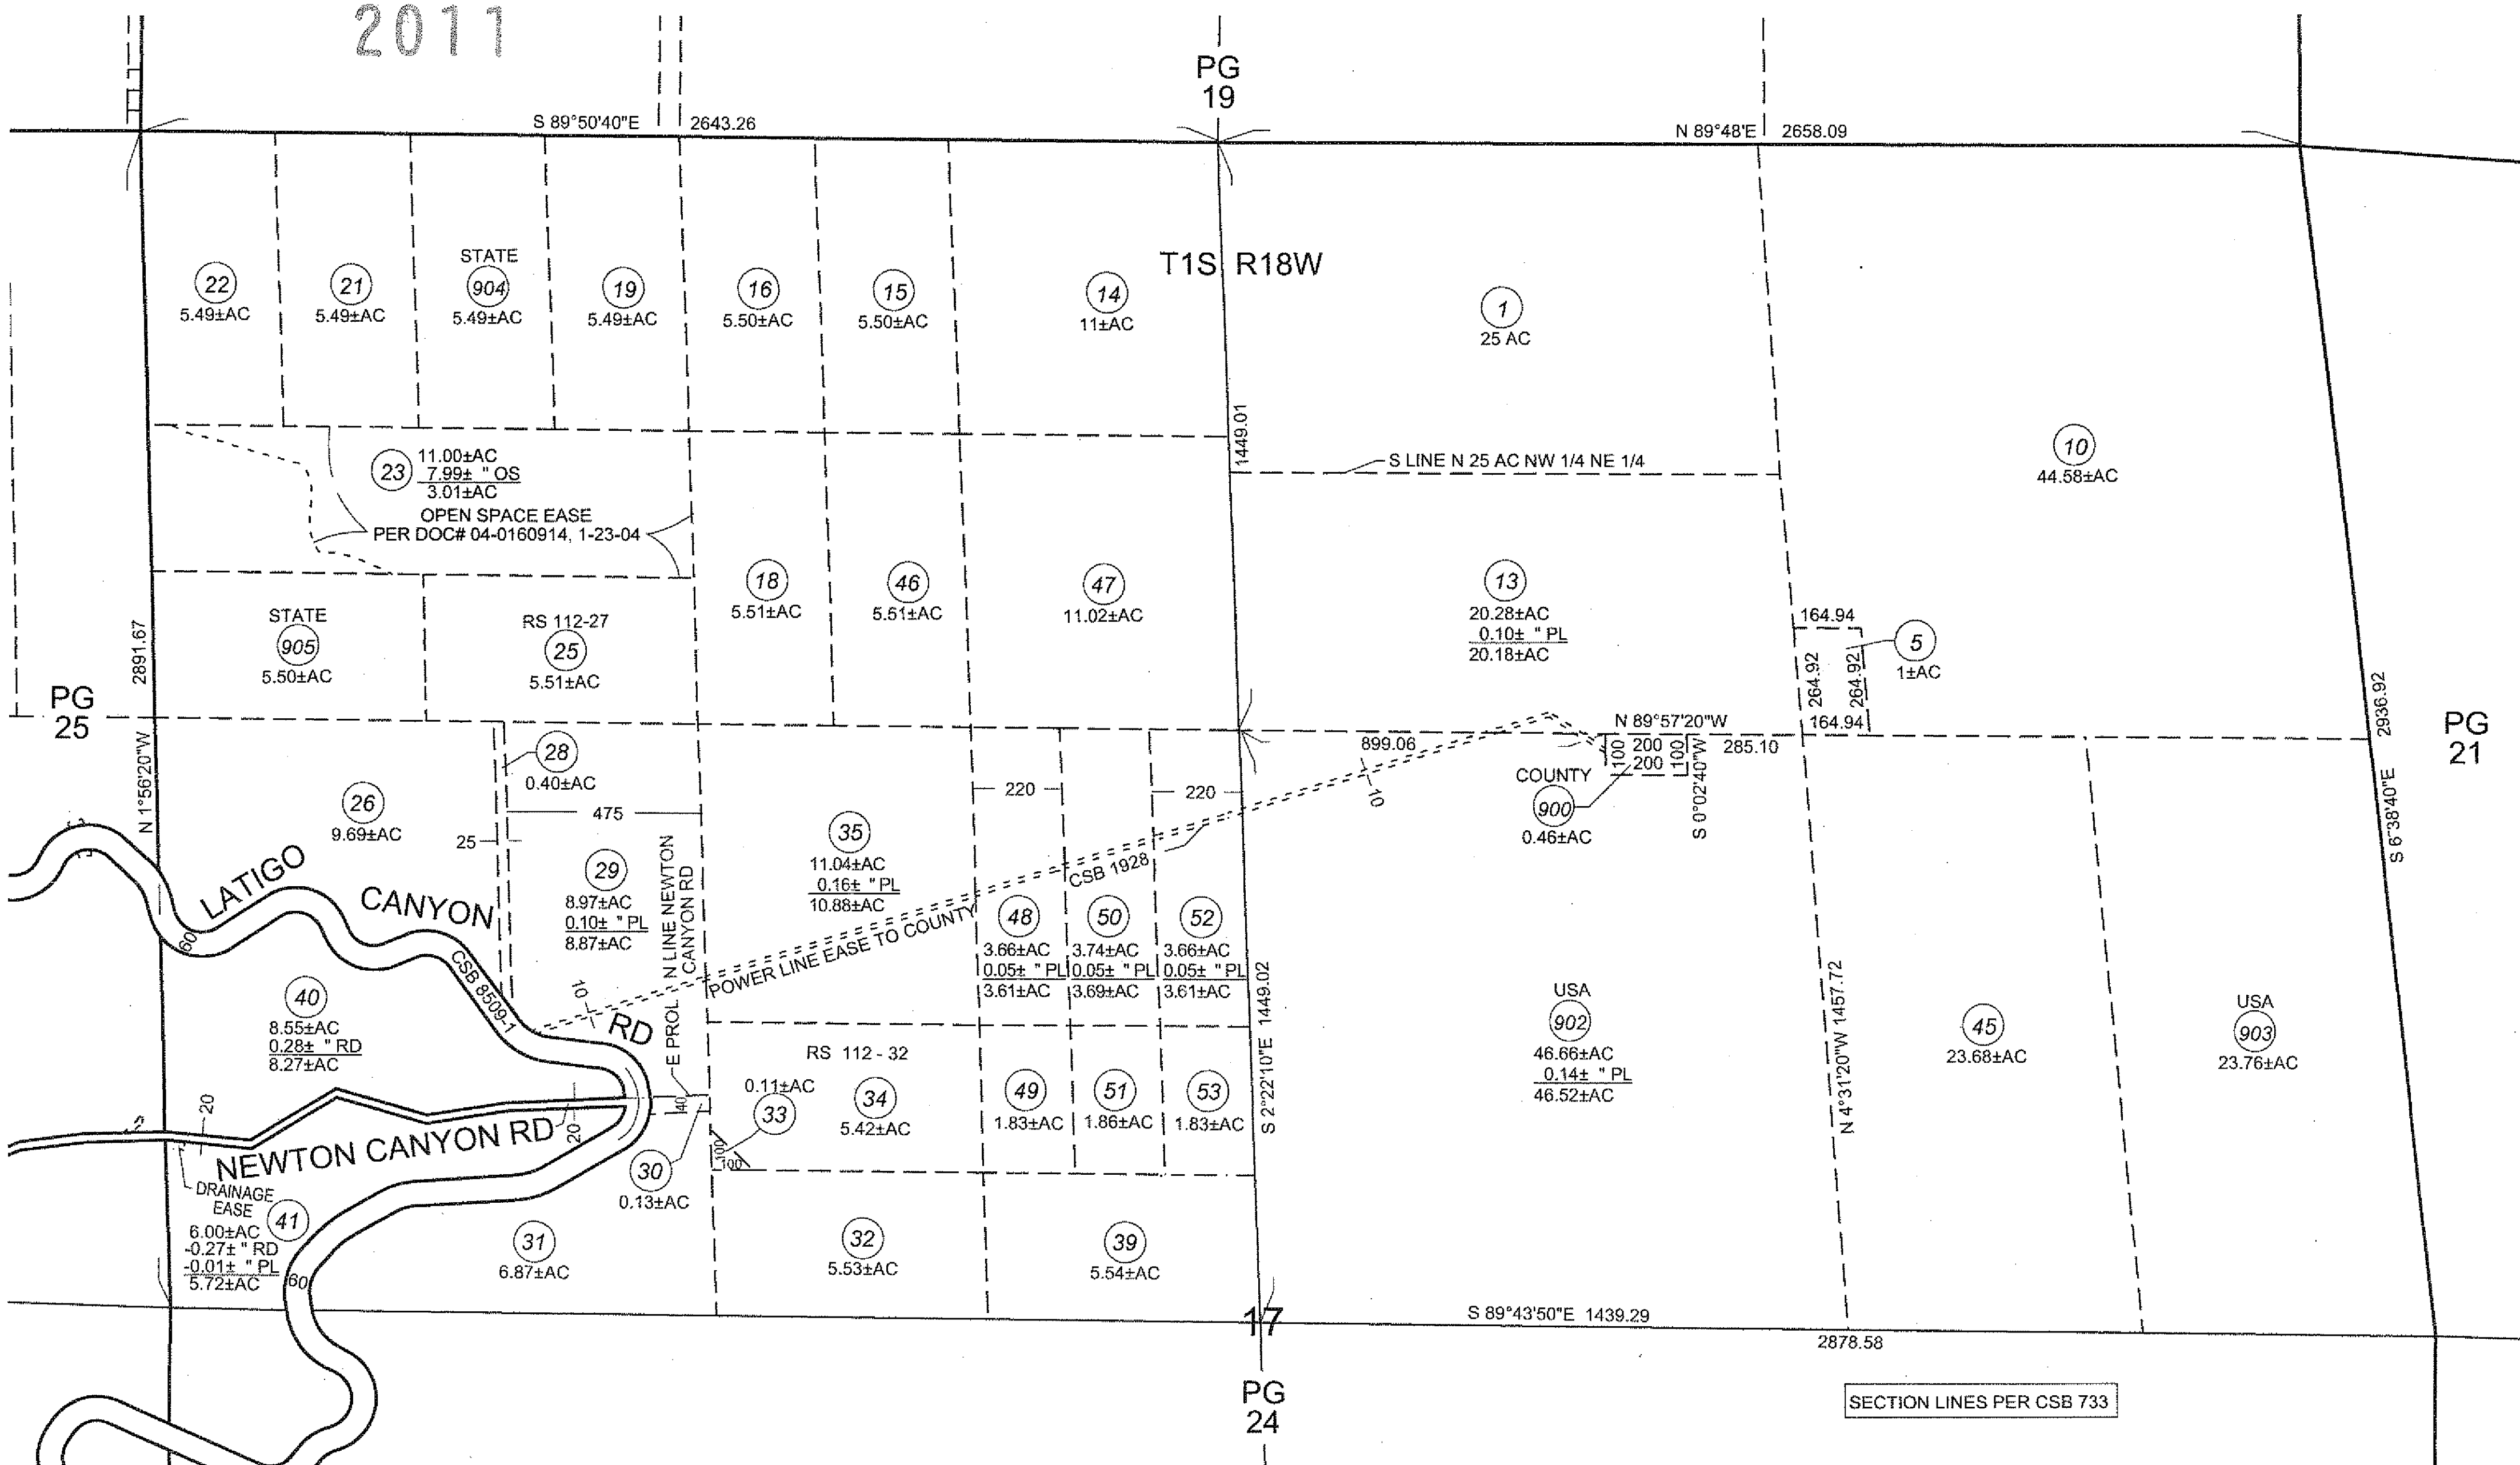 2011
PG
19
S 89°50'40"E 2643.26
N 89°48'E 2658.09
T1S R18W
22
5.49±AC
21
5.49±AC
STATE
904
5.49±AC
19
5.49±AC
16
5.50±AC
15
5.50±AC
14
11±AC
1
25 AC
1449.01
S LINE N 25 AC NW 1/4 NE 1/4
10
44.58±AC
23
11.00±AC
7.99± " OS
3.01±AC
OPEN SPACE EASE
PER DOC# 04-0160914, 1-23-04
18
5.51±AC
46
5.51±AC
47
11.02±AC
13
20.28±AC
0.10± " PL
20.18±AC
164.94
264.92
264.92
164.94
5
1±AC
2891.67
STATE
905
5.50±AC
RS 112-27
25
5.51±AC
PG
25
N 1°56'20"W
2936.92
PG
21
S 6°38'40"E
N 89°57'20"W
899.06
100
200
200
100
285.10
S 0°02'40"W
COUNTY
900
0.46±AC
10
28
0.40±AC
475
25
26
9.69±AC
220
220
35
11.04±AC
0.16± " PL
10.88±AC
CSB 1928
POWER LINE EASE TO COUNTY
29
8.97±AC
0.10± " PL
8.87±AC
E PROL N LINE NEWTON
CANYON RD
LATIGO
CANYON
RD
60
CSB 8509-1
10
48
3.66±AC
0.05± " PL
3.61±AC
50
3.74±AC
0.05± " PL
3.69±AC
52
3.66±AC
0.05± " PL
3.61±AC
40
8.55±AC
0.28± " RD
8.27±AC
USA
902
46.66±AC
0.14± " PL
46.52±AC
N 4°31'20"W 1457.72
45
23.68±AC
USA
903
23.76±AC
S 2°22'10"E 1449.02
RS 112 - 32
0.11±AC
33
34
5.42±AC
49
1.83±AC
51
1.86±AC
53
1.83±AC
40
100
100
20
20
NEWTON CANYON RD
30
0.13±AC
DRAINAGE
EASE
41
6.00±AC
-0.27± " RD
-0.01± " PL
5.72±AC
60
31
6.87±AC
32
5.53±AC
39
5.54±AC
17
S 89°43'50"E 1439.29
2878.58
PG
24
SECTION LINES PER CSB 733